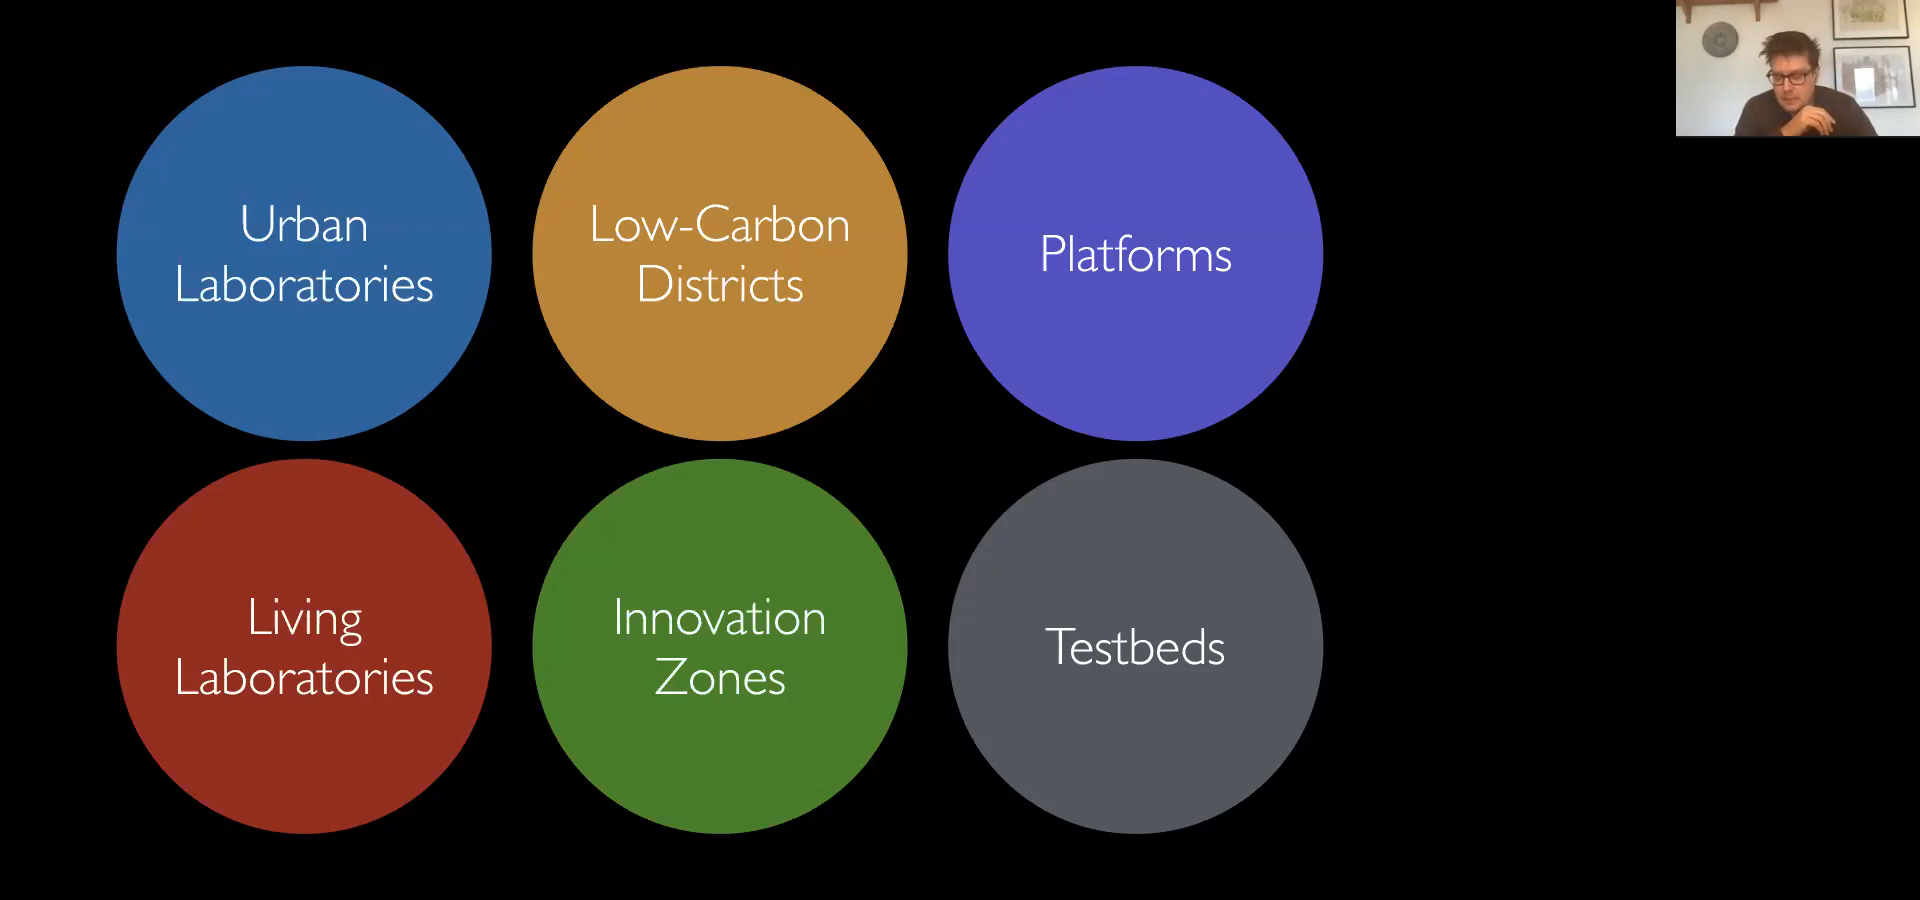 Urban
Laboratories
Low-Carbon
Districts
Platforms
Living
Laboratories
Innovation
Zones
Testbeds